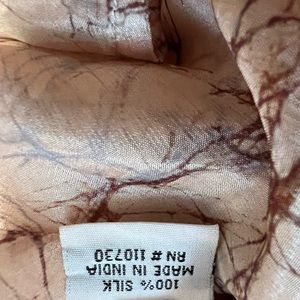 100% SILK
MADE IN INDIA
RN # 110730